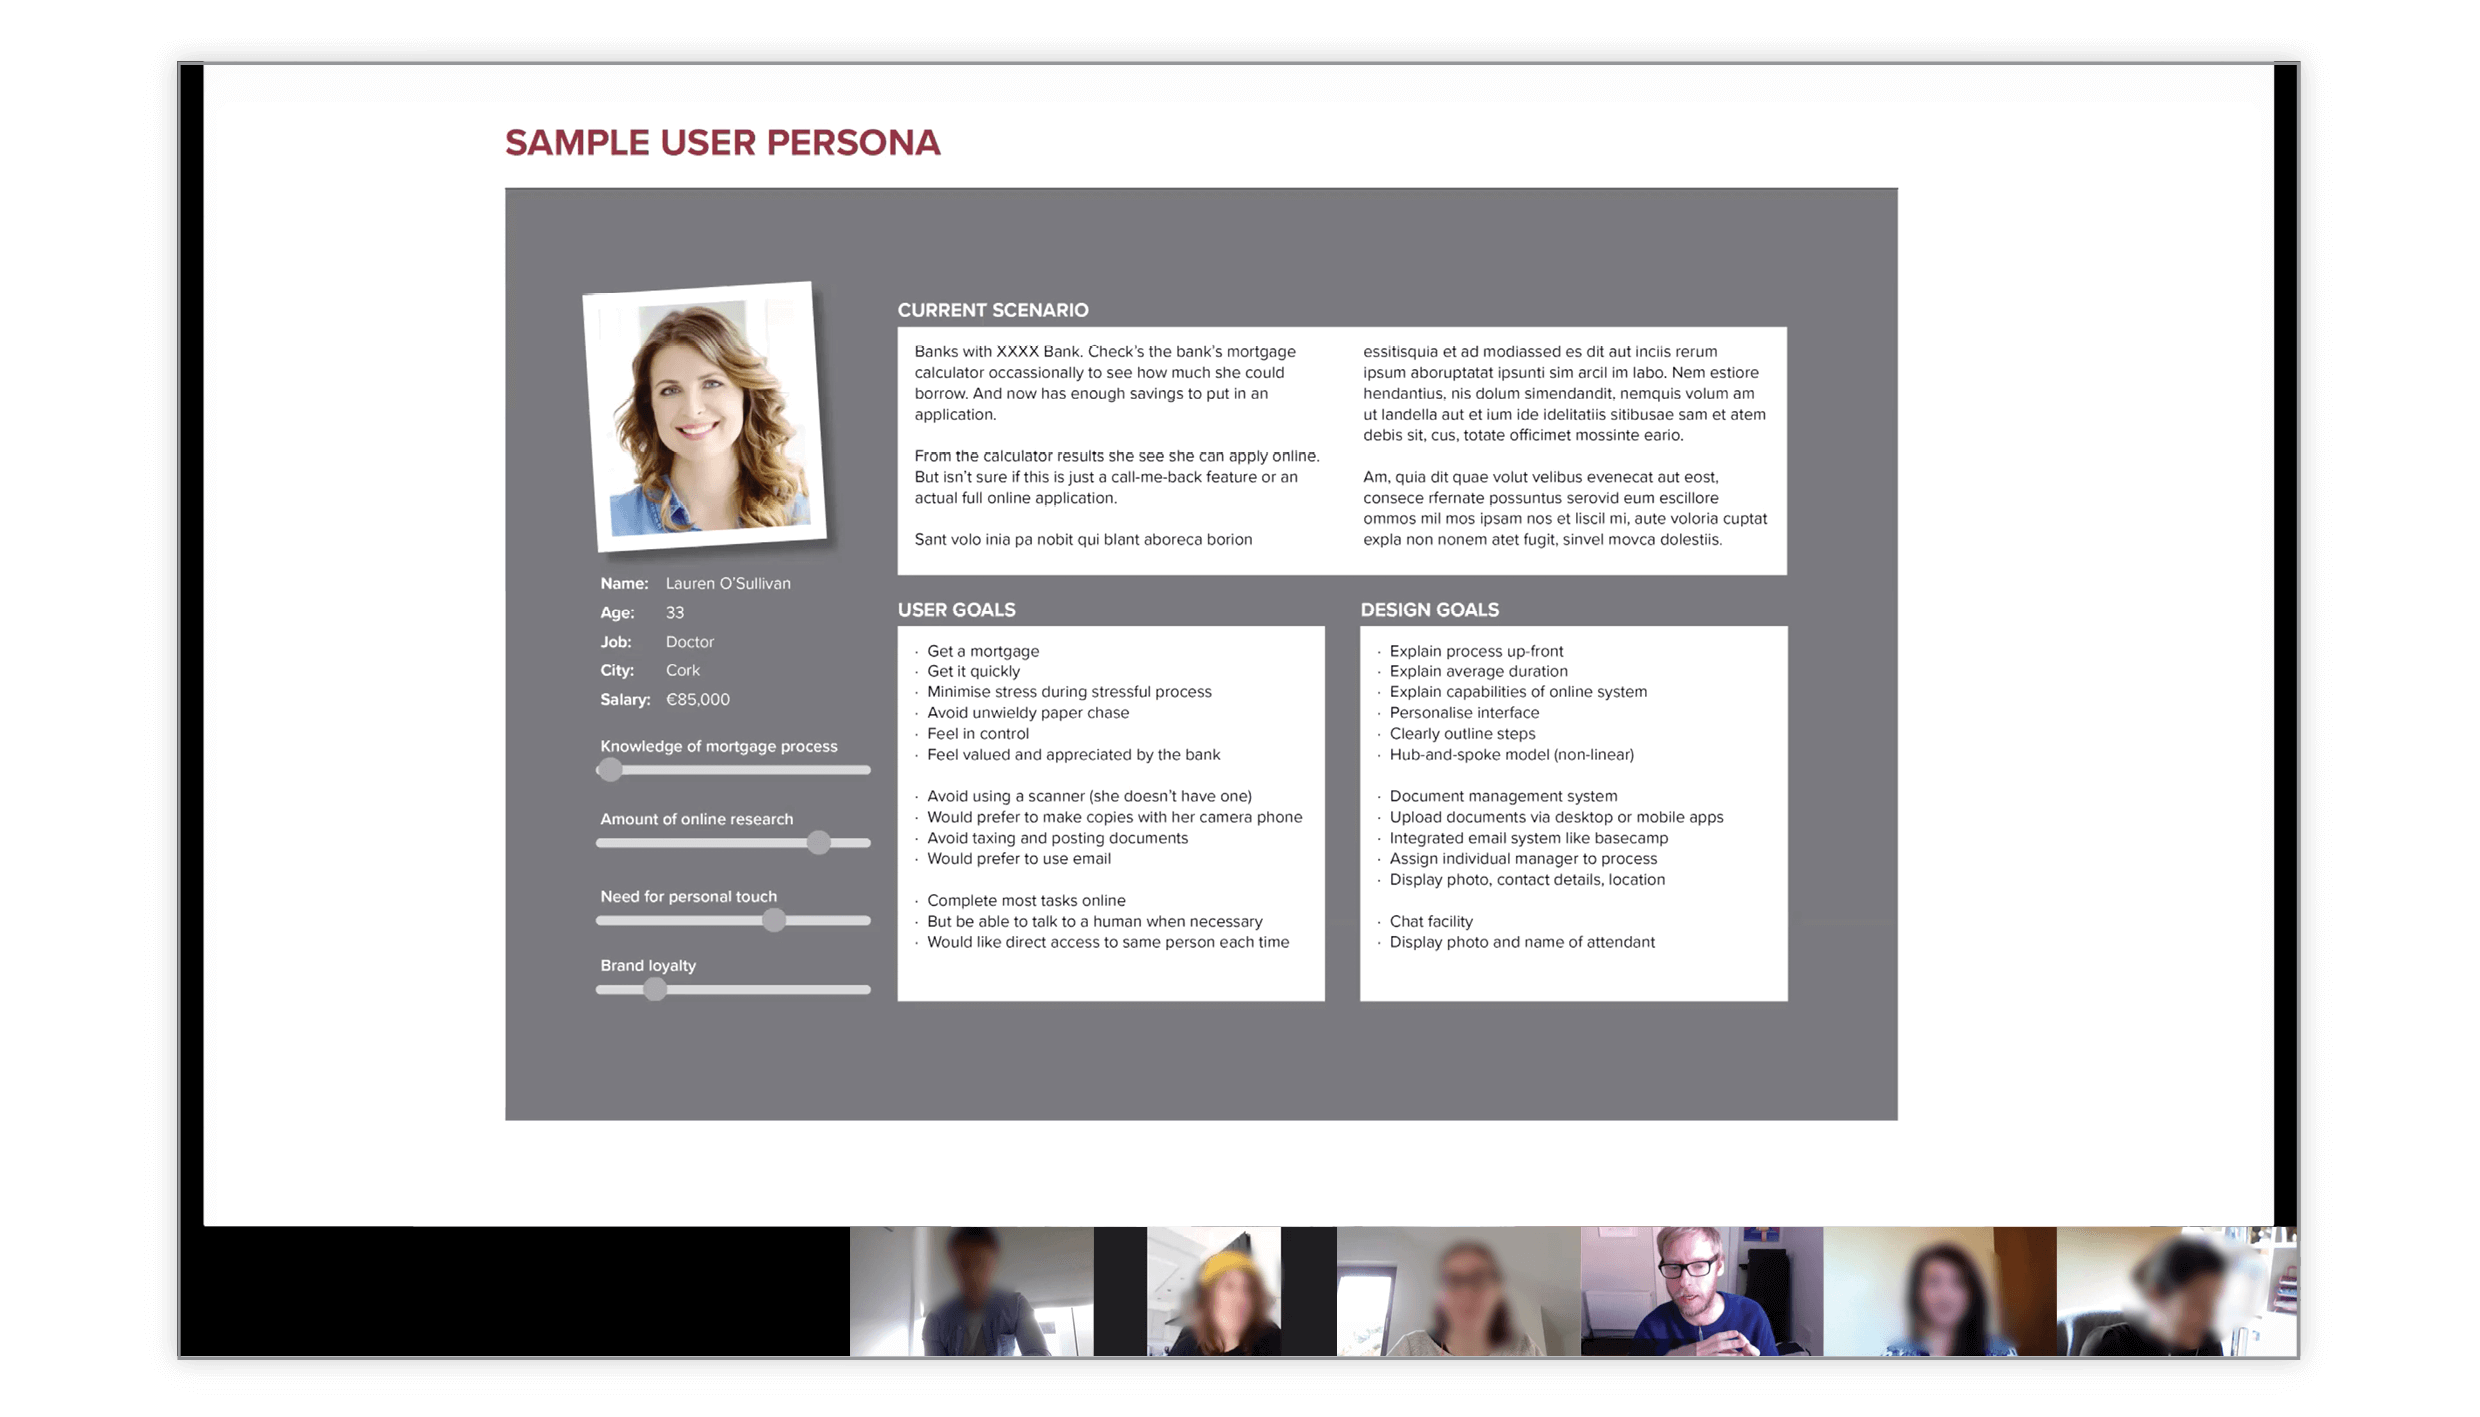 SAMPLE USER PERSONA
Name: Lauren O'Sullivan
Age: 33
Job: Doctor
City: Cork
Salary: €85,000
Knowledge of mortgage process
Amount of online research
Need for personal touch
Brand loyalty
CURRENT SCENARIO
Banks with XXXX Bank. Check's the bank's mortgage
calculator occassionally to see how much she could
borrow. And now has enough savings to put in an
application.
From the calculator results she see she can apply online.
But isn't sure if this is just a call-me-back feature or an
actual full online application.
Sant volo inia pa nobit qui blant aboreca borion
essitisquia et ad modiassed es dit aut inciis rerum
ipsum aboruptatat ipsunti sim arcil im labo. Nem estiore
hendantius, nis dolum simendandit, nemquis volum am
ut landella aut et ium ide idelitatiis sitibusae sam et atem
debis sit, cus, totate officimet mossinte eario.
Am, quia dit quae volut velibus evenecat aut eost,
consece rfernate possuntus serovid eum escillore
ommos mil mos ipsam nos et liscil mi, aute voloria cuptat
expla non nonem atet fugit, sinvel movca dolestiis.
USER GOALS
· Get a mortgage
· Get it quickly
· Minimise stress during stressful process
· Avoid unwieldy paper chase
· Feel in control
· Feel valued and appreciated by the bank
· Avoid using a scanner (she doesn't have one)
· Would prefer to make copies with her camera phone
· Avoid taxing and posting documents
· Would prefer to use email
· Complete most tasks online
· But be able to talk to a human when necessary
· Would like direct access to same person each time
DESIGN GOALS
· Explain process up-front
· Explain average duration
· Explain capabilities of online system
· Personalise interface
· Clearly outline steps
· Hub-and-spoke model (non-linear)
· Document management system
· Upload documents via desktop or mobile apps
· Integrated email system like basecamp
· Assign individual manager to process
· Display photo, contact details, location
· Chat facility
· Display photo and name of attendant